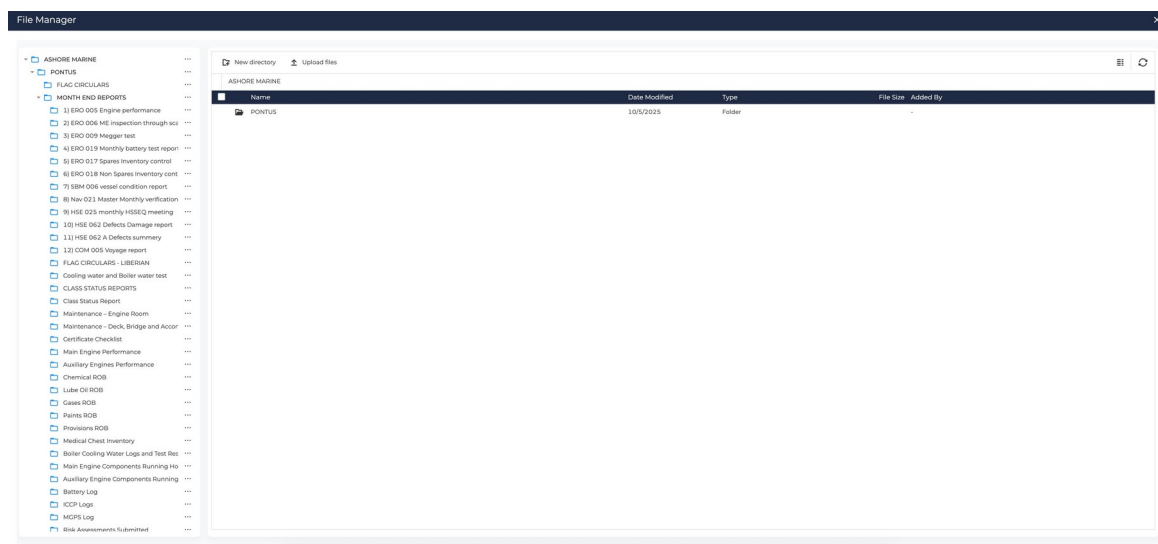 File Manager
ASHORE MARINE
PONTUS
FLAG CIRCULARS
MONTH END REPORTS
1) ERO 005 Engine performance
2) ERO 006 ME inspection through sca
3) ERO 009 Megger test
4) ERO 019 Monthly battery test report
5) ERO 017 Spares Inventory control
6) ERO 018 Non Spares Inventory cont
7) SBM 006 vessel condition report
8) Nav 021 Master Monthly verification
9) HSE 025 monthly HSSEQ meeting
10) HSE 062 Defects Damage report
11) HSE 062 A Defects summery
12) COM 005 Voyage report
FLAG CIRCULARS - LIBERIAN
Cooling water and Boiler water test
CLASS STATUS REPORTS
Class Status Report
Maintenance – Engine Room
Maintenance – Deck, Bridge and Accor
Certificate Checklist
Main Engine Performance
Auxiliary Engines Performance
Chemical ROB
Lube Oil ROB
Gases ROB
Paints ROB
Provisions ROB
Medical Chest Inventory
Boiler Cooling Water Logs and Test Res
Main Engine Components Running Ho
Auxiliary Engine Components Running
Battery Log
ICCP Logs
MGPS Log
Risk Assessments Submitted
New directory Upload files
ASHORE MARINE
Name Date Modified Type File Size Added By
PONTUS 10/5/2025 Folder -